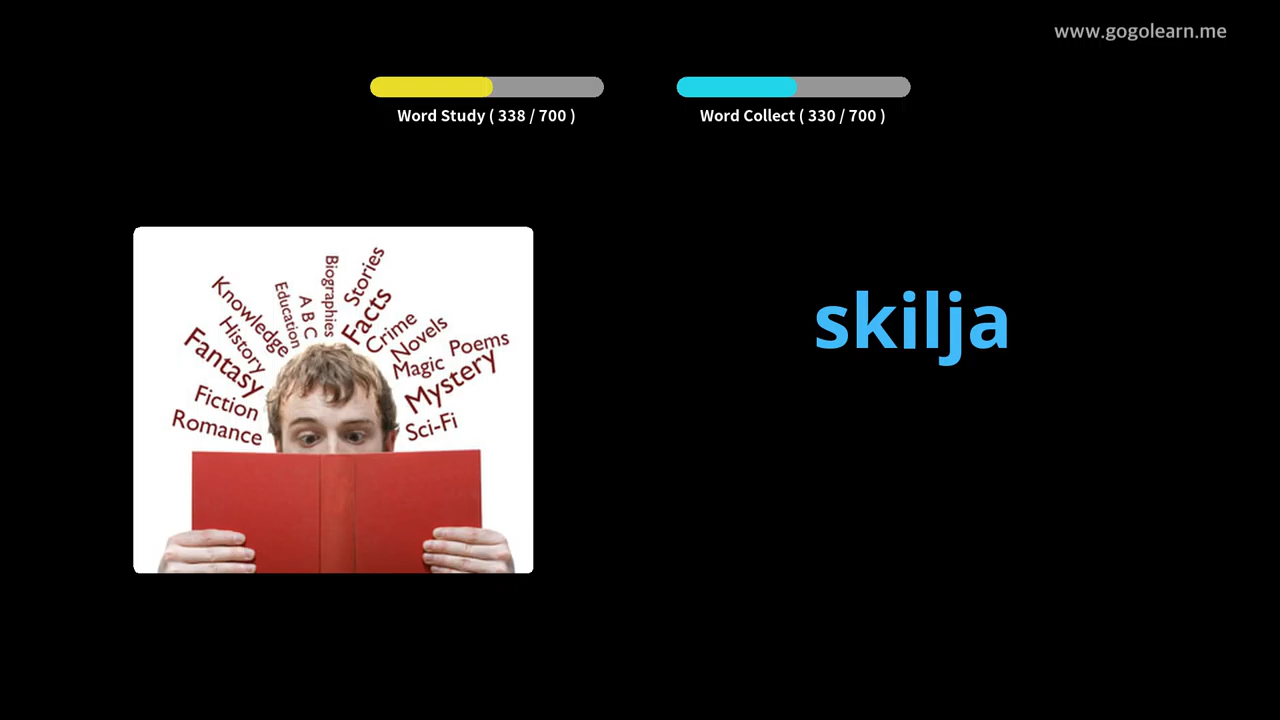 www.gogolearn.me
Word Study ( 338 / 700 )
Word Collect ( 330 / 700 )
Knowledge
History
Fantasy
Fiction
Romance
Education
A B C
Biographies
Stories
Facts
Crime
Novels
Magic
Poems
Mystery
Sci-Fi
skilja